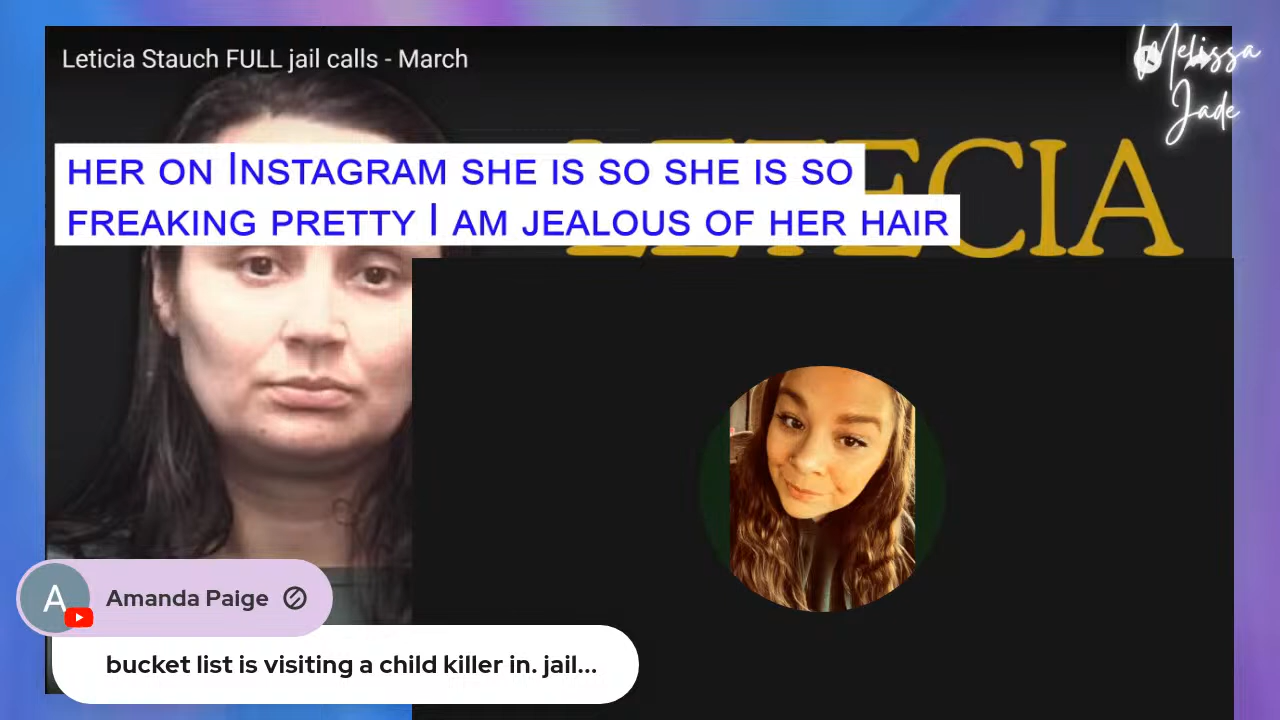 Leticia Stauch FULL jail calls - March
Melissa
Jade
HER ON INSTAGRAM SHE IS SO SHE IS SO
FREAKING PRETTY I AM JEALOUS OF HER HAIR
LETECIA
A
Amanda Paige
bucket list is visiting a child killer in. jail...